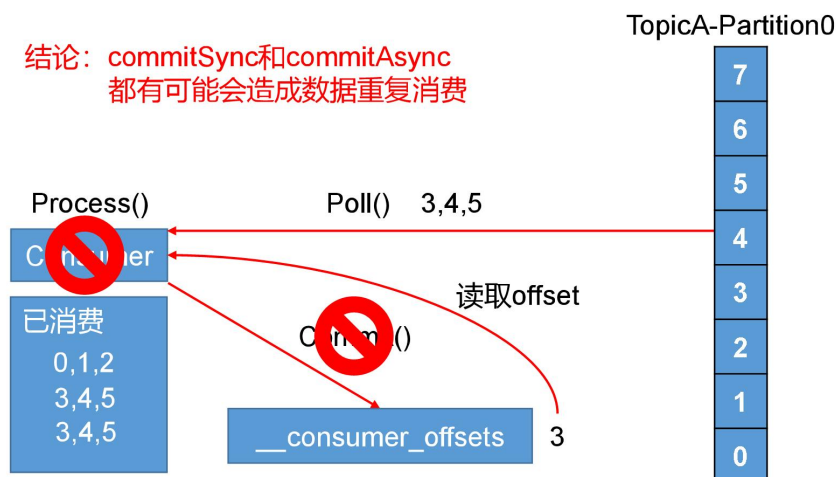 TopicA-Partition0
结论：commitSync和commitAsync
都有可能会造成数据重复消费
7
6
5
4
3
2
1
0
Process()
Poll() 3,4,5
读取offset
已消费
0,1,2
3,4,5
3,4,5
__consumer_offsets
3